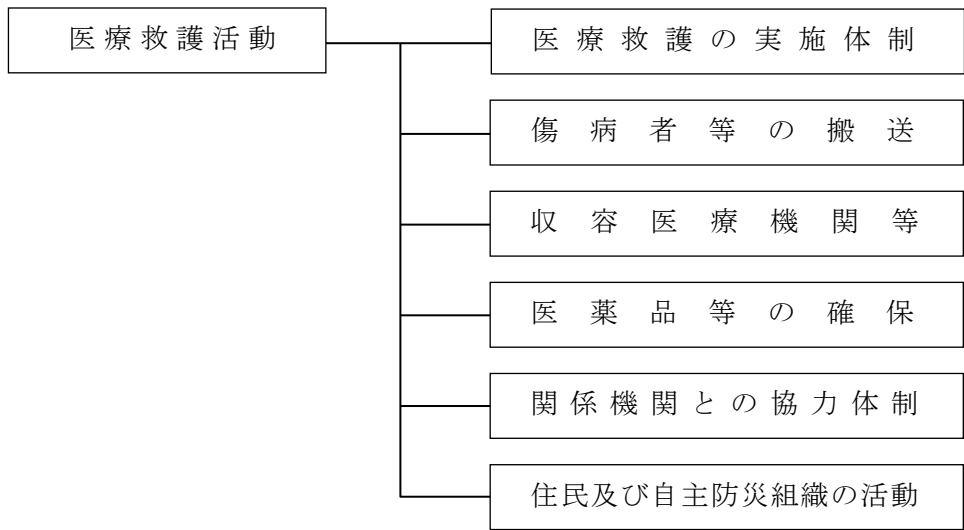 医療救護活動
医療救護の実施体制
傷病者等の搬送
収容医療機関等
医薬品等の確保
関係機関との協力体制
住民及び自主防災組織の活動